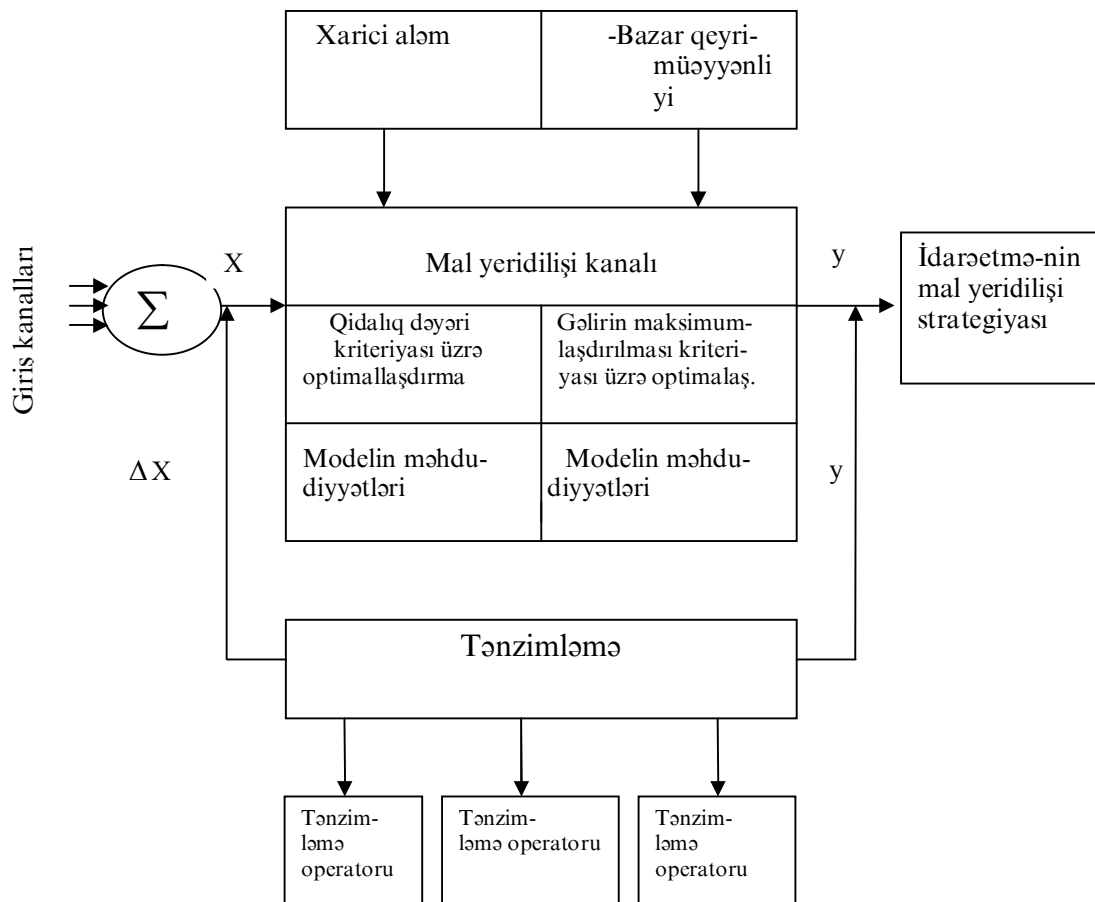 Xarici aləm
-Bazar qeyri-
müəyyənli
yi
Giriş kanalları
Σ
X
Mal yeridilişi kanalı
y
İdarəetmə-nin
mal yeridilişi
strategiyası
Qidalıq dəyəri
kriteriyası üzrə
optimallaşdırma
Gəlirin maksimum-
laşdırılması kriteri-
yası üzrə optimalaş.
ΔX
Modelin məhdu-
diyyətləri
Modelin məhdu-
diyyətləri
y
Tənzimləmə
Tənzim-
ləmə
operatoru
Tənzim-
ləmə operatoru
Tənzim-
ləmə
operatoru